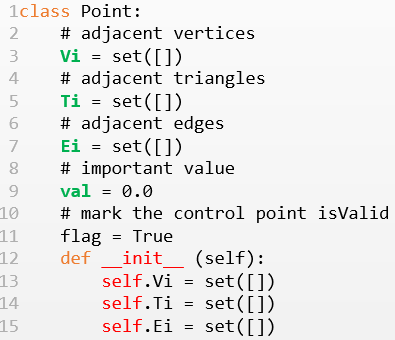 1class Point:
2    # adjacent vertices
3    Vi = set([])
4    # adjacent triangles
5    Ti = set([])
6    # adjacent edges
7    Ei = set([])
8    # important value
9    val = 0.0
10    # mark the control point isValid
11    flag = True
12    def __init__ (self):
13        self.Vi = set([])
14        self.Ti = set([])
15        self.Ei = set([])